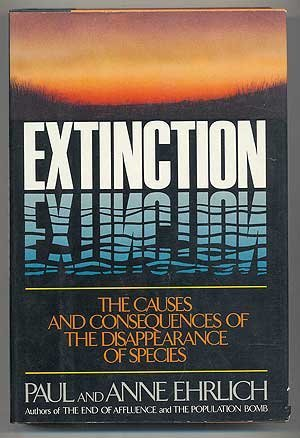 EXTINCTION
THE CAUSES
AND CONSEQUENCES OF
THE DISAPPEARANCE
OF SPECIES
PAUL AND ANNE EHRLICH
Authors of THE END OF AFFLUENCE and THE POPULATION BOMB